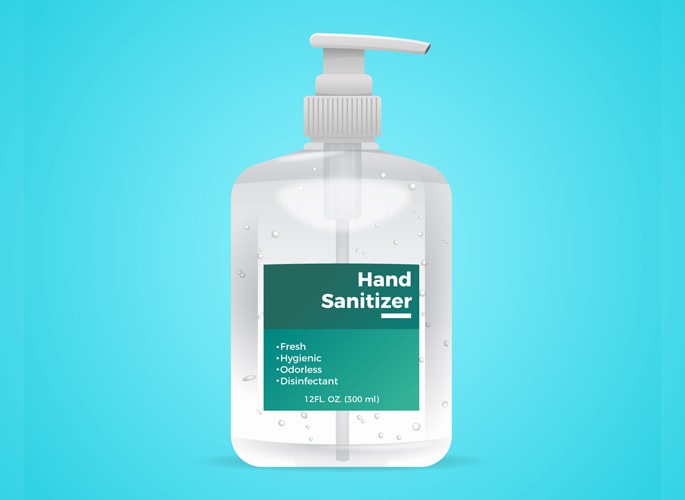 Hand
Sanitizer
•Fresh
•Hygienic
•Odorless
•Disinfectant
12FL. OZ. (300 ml)